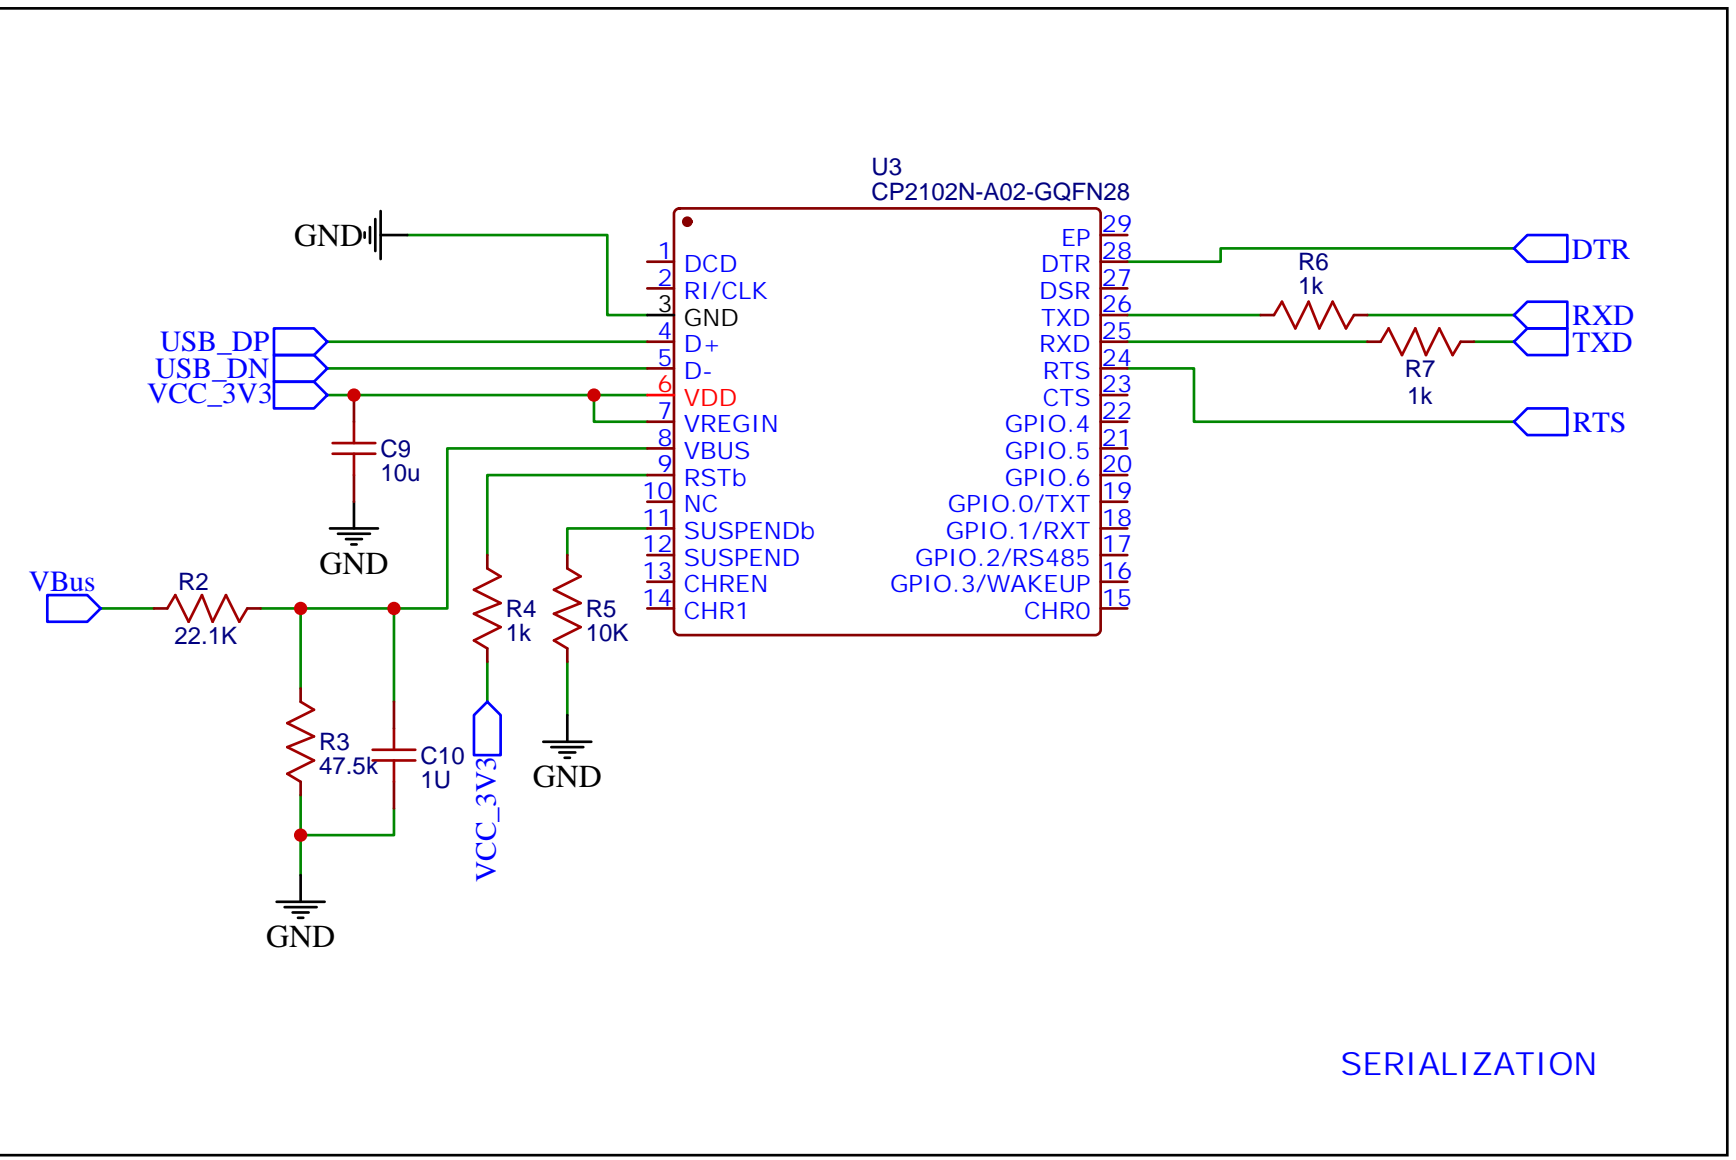 U3
CP2102N-A02-GQFN28
GND
1
DCD
2
RI/CLK
3
GND
4
D+
5
D-
6
VDD
7
VREGIN
8
VBUS
9
RSTb
10
NC
11
SUSPENDb
12
SUSPEND
13
CHREN
14
CHR1
29
EP
28
DTR
27
DSR
26
TXD
25
RXD
24
RTS
23
CTS
22
GPIO.4
21
GPIO.5
20
GPIO.6
19
GPIO.0/TXT
18
GPIO.1/RXT
17
GPIO.2/RS485
16
GPIO.3/WAKEUP
15
CHR0
DTR
R6
1k
RXD
TXD
R7
1k
RTS
USB_DP
USB_DN
VCC_3V3
C9
10u
GND
VBus
R2
22.1K
R4
1k
R5
10K
R3
47.5k
C10
1U
VCC_3V3
GND
GND
SERIALIZATION